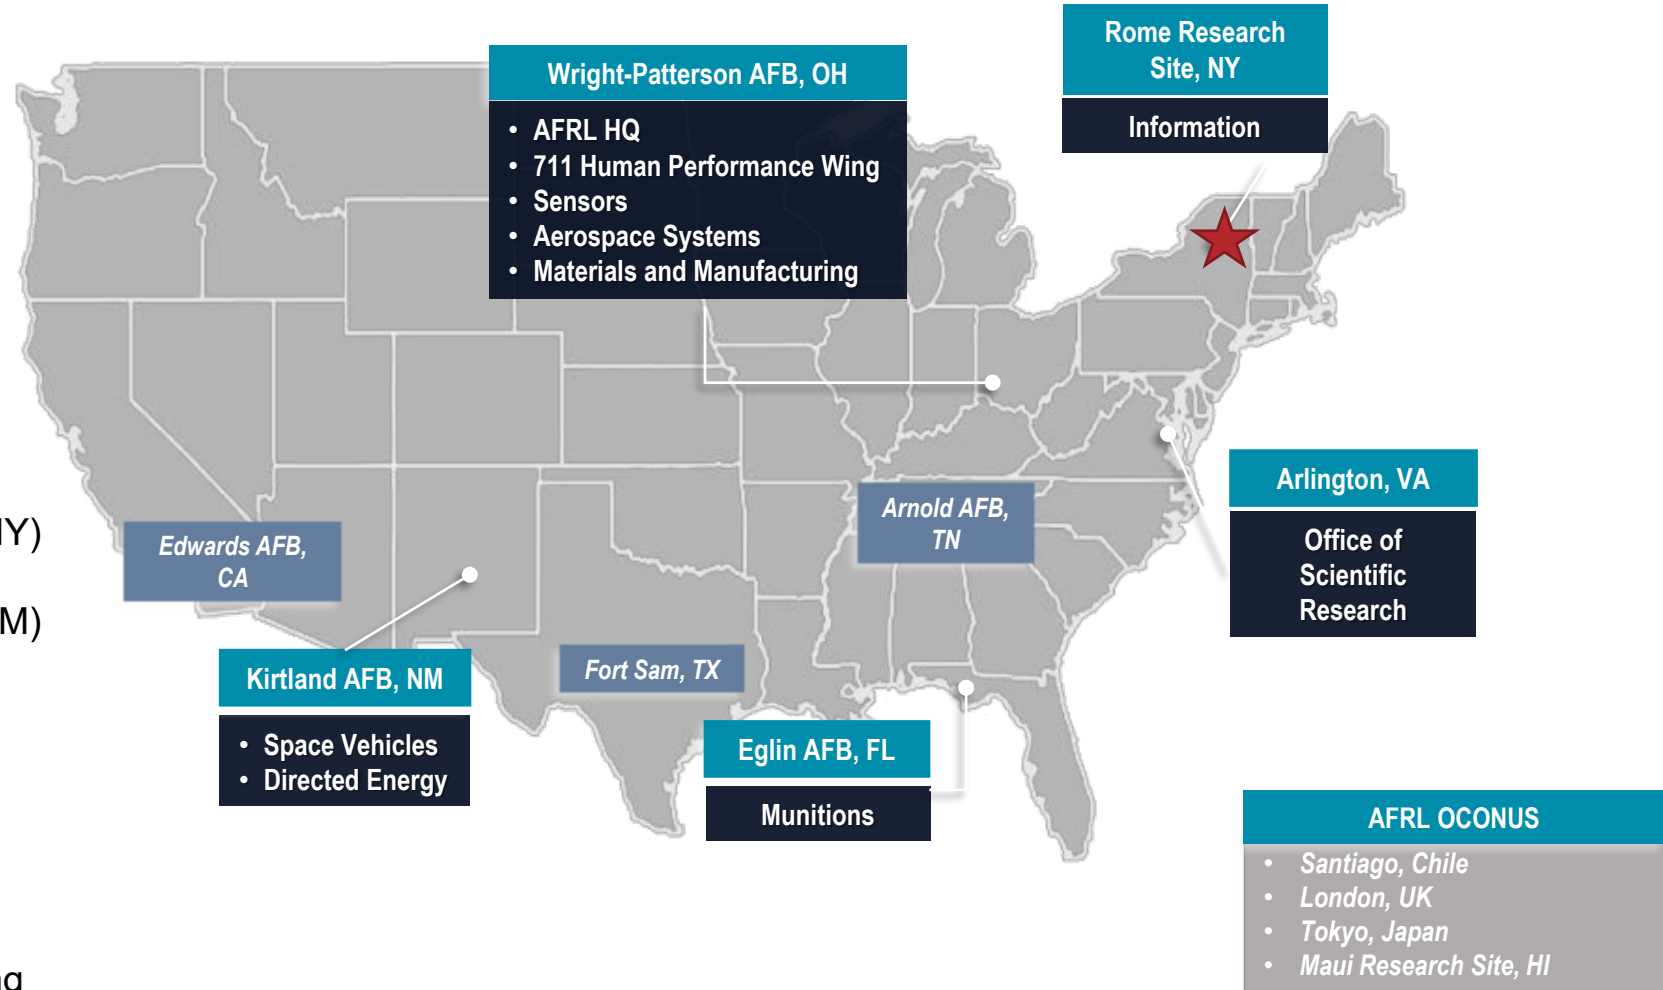 Rome Research
Site, NY
Information
Wright-Patterson AFB, OH
• AFRL HQ
• 711 Human Performance Wing
• Sensors
• Aerospace Systems
• Materials and Manufacturing
Arlington, VA
Office of
Scientific
Research
Arnold AFB,
TN
Edwards AFB,
CA
NY)
M)
Fort Sam, TX
Kirtland AFB, NM
• Space Vehicles
• Directed Energy
Eglin AFB, FL
Munitions
AFRL OCONUS
• Santiago, Chile
• London, UK
• Tokyo, Japan
• Maui Research Site, HI